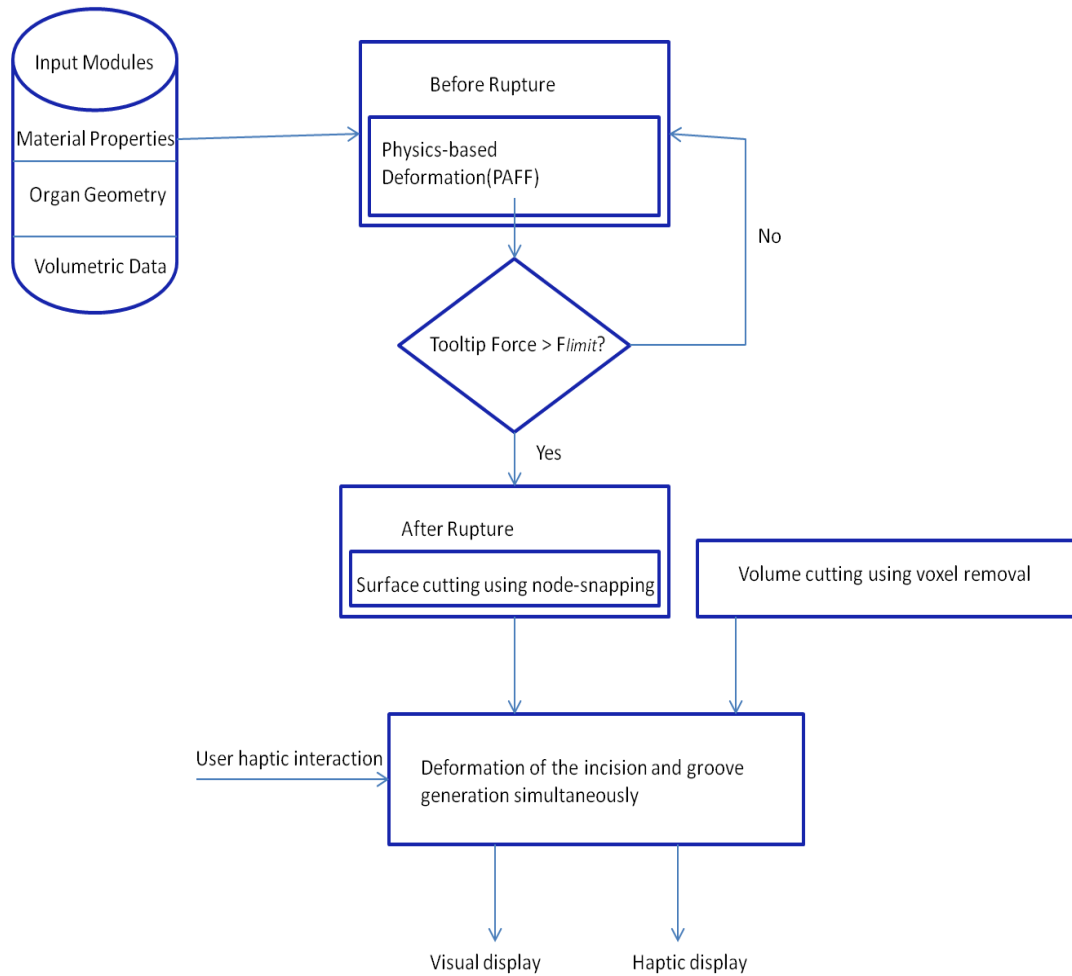 Input Modules
Material Properties
Organ Geometry
Volumetric Data
Before Rupture
Physics-based
Deformation(PAFF)
No
Tooltip Force > Flimit?
Yes
After Rupture
Surface cutting using node-snapping
Volume cutting using voxel removal
User haptic interaction
Deformation of the incision and groove
generation simultaneously
Visual display
Haptic display